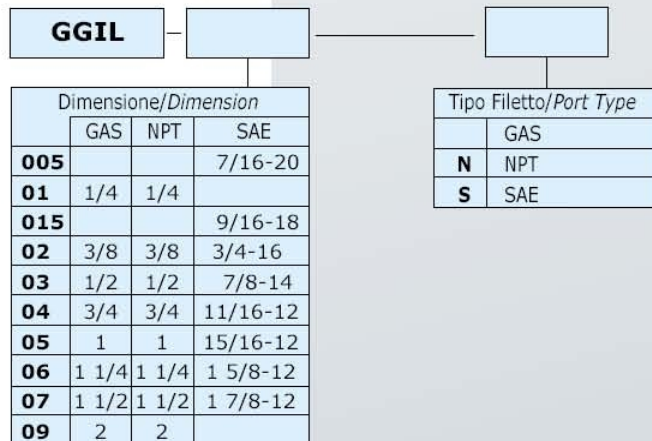 GGIL –
Dimensione/Dimension
GAS NPT SAE
005 7/16-20
01 1/4 1/4
015 9/16-18
02 3/8 3/8 3/4-16
03 1/2 1/2 7/8-14
04 3/4 3/4 11/16-12
05 1 1 15/16-12
06 1 1/4 1 1/4 1 5/8-12
07 1 1/2 1 1/2 1 7/8-12
09 2 2
Tipo Filetto/Port Type
GAS
N NPT
S SAE